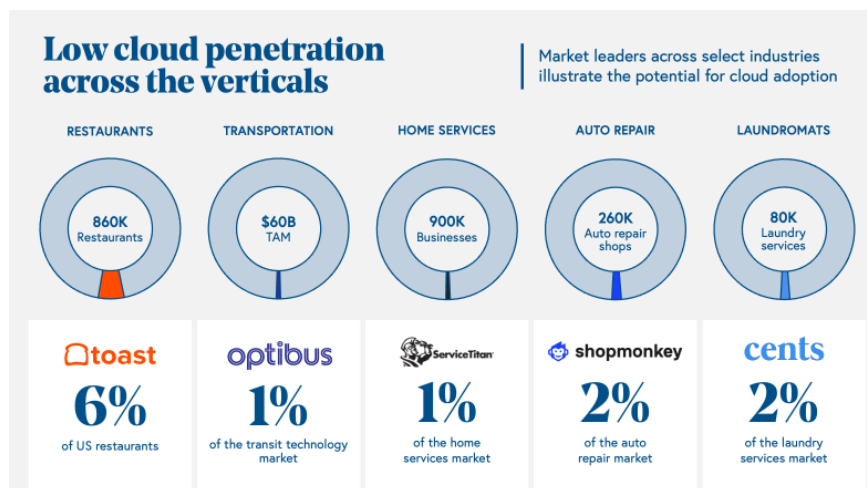 Low cloud penetration
across the verticals
Market leaders across select industries
illustrate the potential for cloud adoption
RESTAURANTS
860K
Restaurants
toast
6%
of US restaurants
TRANSPORTATION
$60B
TAM
optibus
1%
of the transit technology
market
HOME SERVICES
900K
Businesses
ServiceTitan
1%
of the home
services market
AUTO REPAIR
260K
Auto repair
shops
shopmonkey
2%
of the auto
repair market
LAUNDROMATS
80K
Laundry
services
cents
2%
of the laundry
services market